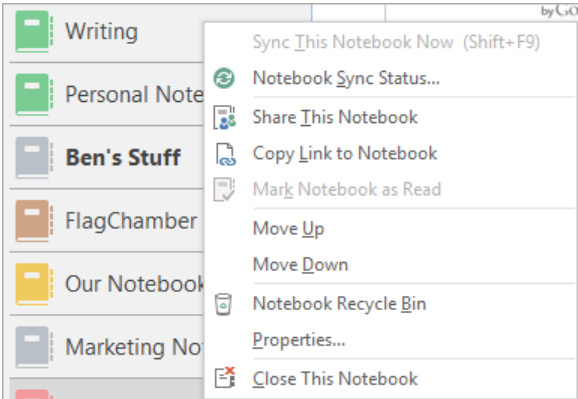 by GO
Writing
Sync This Notebook Now (Shift+F9)
Notebook Sync Status...
Personal Note
Share This Notebook
Ben's Stuff
Copy Link to Notebook
Mark Notebook as Read
FlagChamber
Move Up
Move Down
Our Notebook
Notebook Recycle Bin
Properties...
Marketing No
Close This Notebook